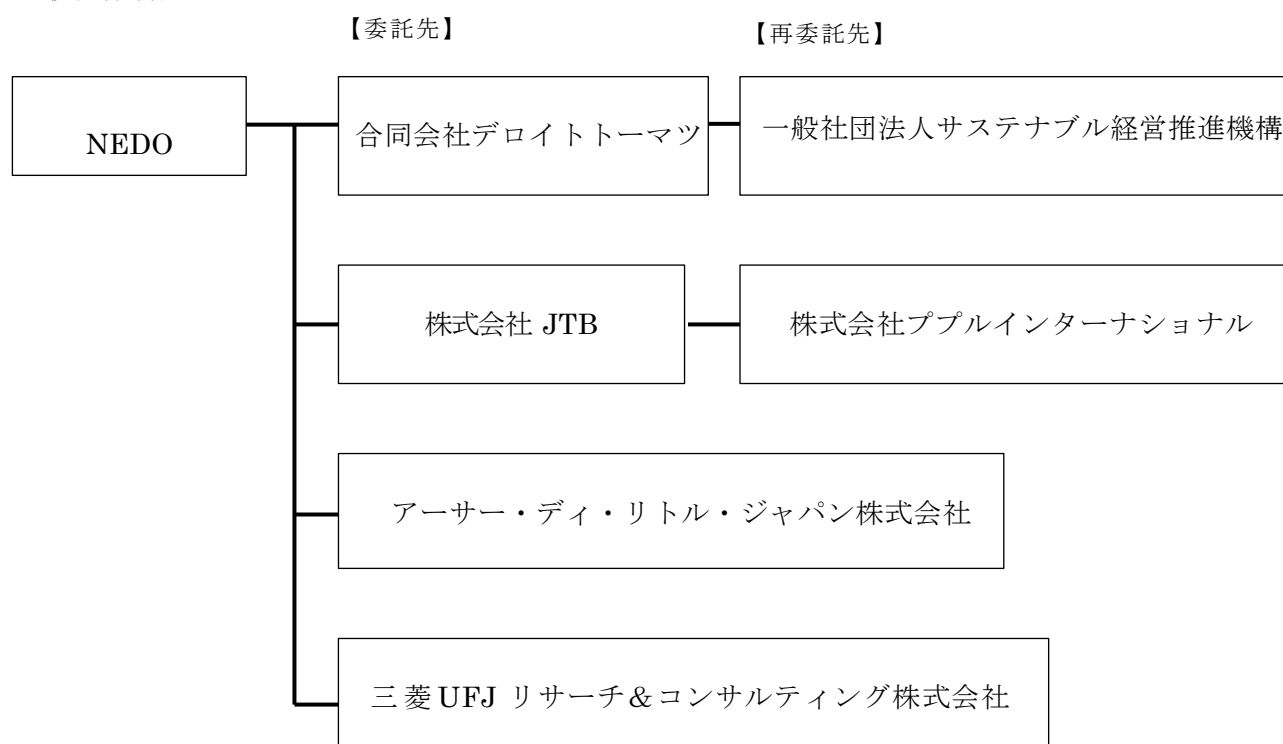 【委託先】
【再委託先】
NEDO
合同会社デロイトトーマツ
一般社団法人サステナブル経営推進機構
株式会社 JTB
株式会社ププルインターナショナル
アーサー・ディ・リトル・ジャパン株式会社
三菱UFJ リサーチ&コンサルティング株式会社